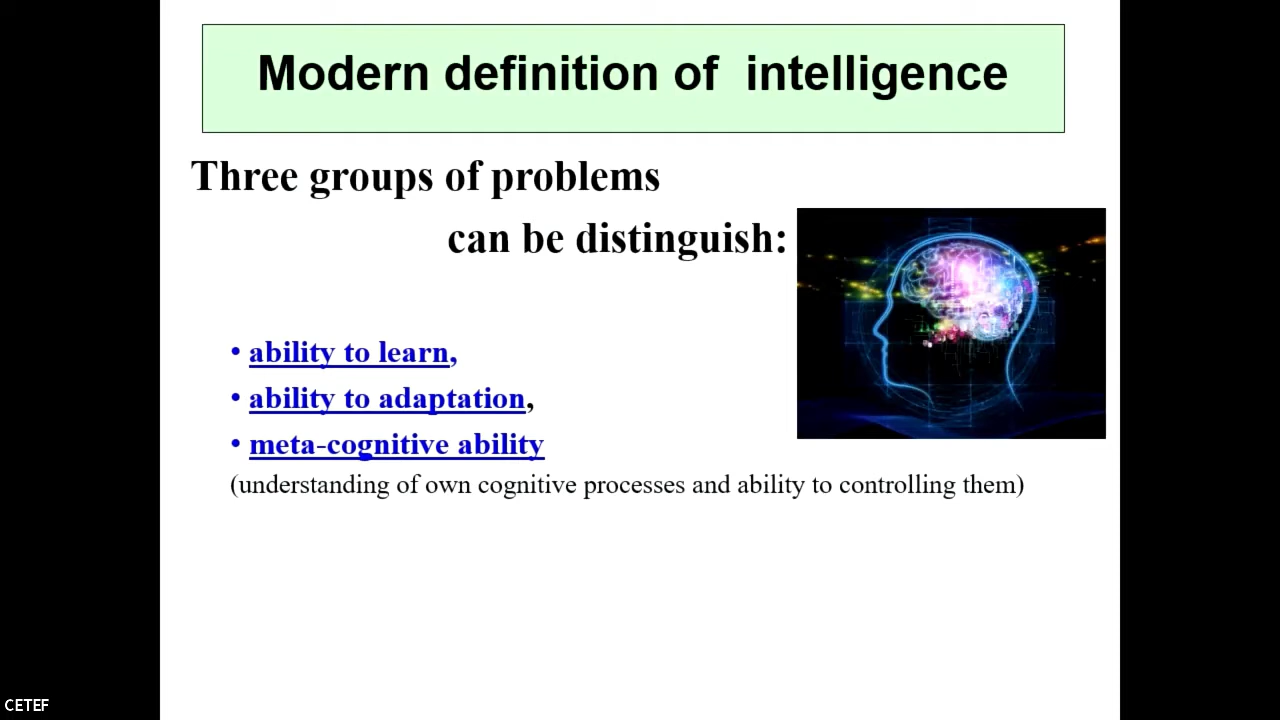 Modern definition of intelligence
Three groups of problems
can be distinguish:
• ability to learn,
• ability to adaptation,
• meta-cognitive ability
(understanding of own cognitive processes and ability to controlling them)
CETEF